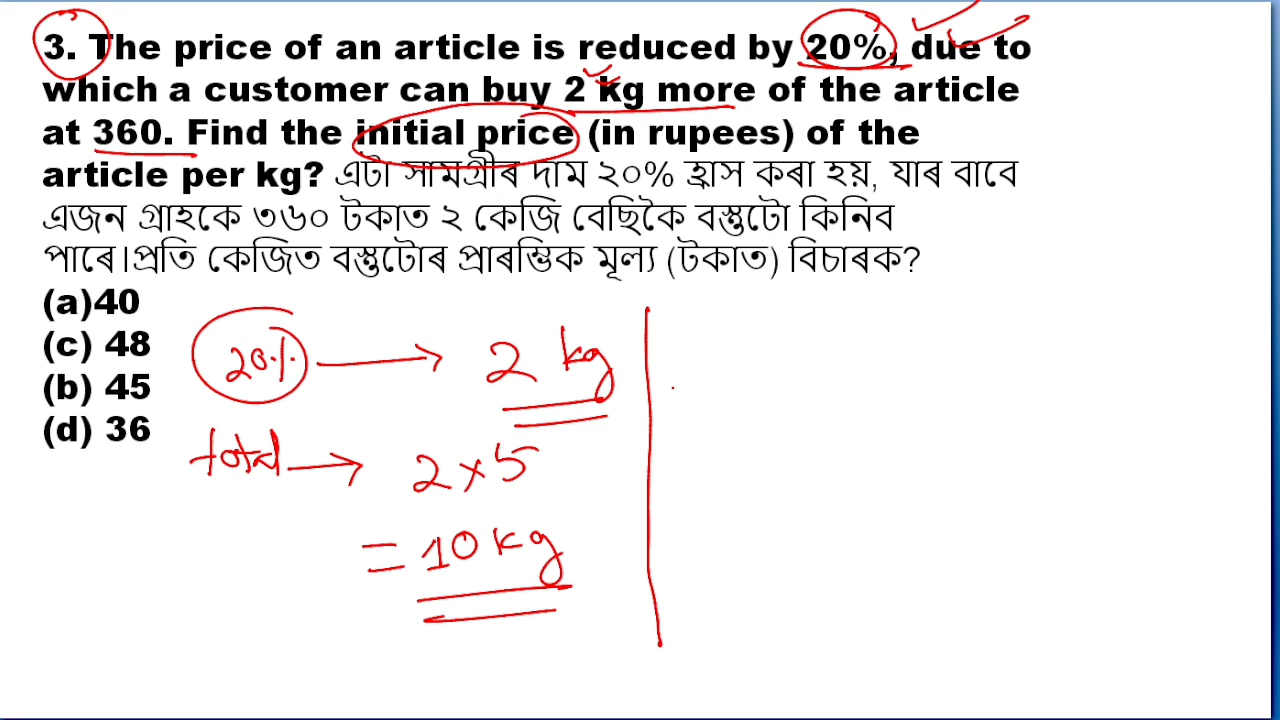 3. The price of an article is reduced by 20%, due to
which a customer can buy 2 kg more of the article
at 360. Find the initial price (in rupees) of the
article per kg? এটা সামগ্ৰীৰ দাম ২০% হ্ৰাস কৰা হয়, যাৰ বাবে
এজন গ্ৰাহকে ৩৬০ টকাত ২ কেজি বেছিকৈ বস্তুটো কিনিব
পাৰে।প্ৰতি কেজিত বস্তুটোৰ প্ৰাৰম্ভিক মূল্য (টকাত) বিচাৰক?
(a)40
(c) 48
(b) 45
(d) 36
20% → 2 kg
total → 2 x 5
= 10 kg